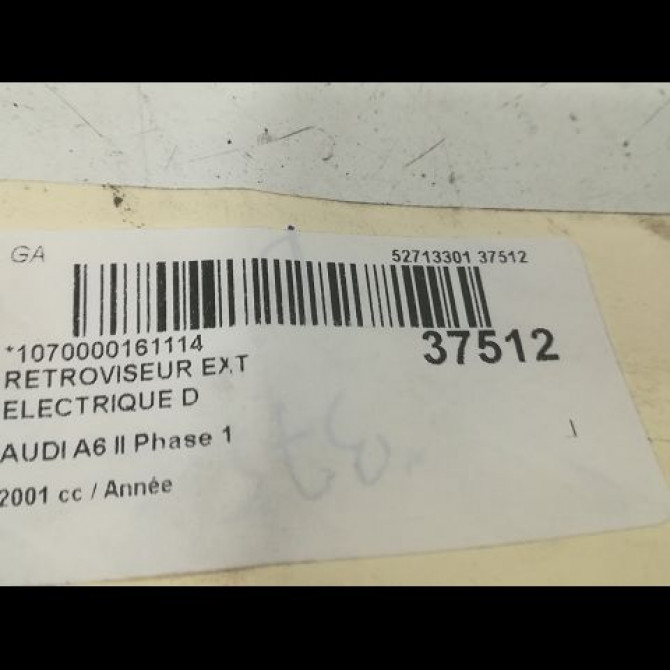 GA
52713301 37512
*1070000161114
37512
RETROVISEUR EXT
ELECTRIQUE D
AUDI A6 II Phase 1
2001 cc / Année